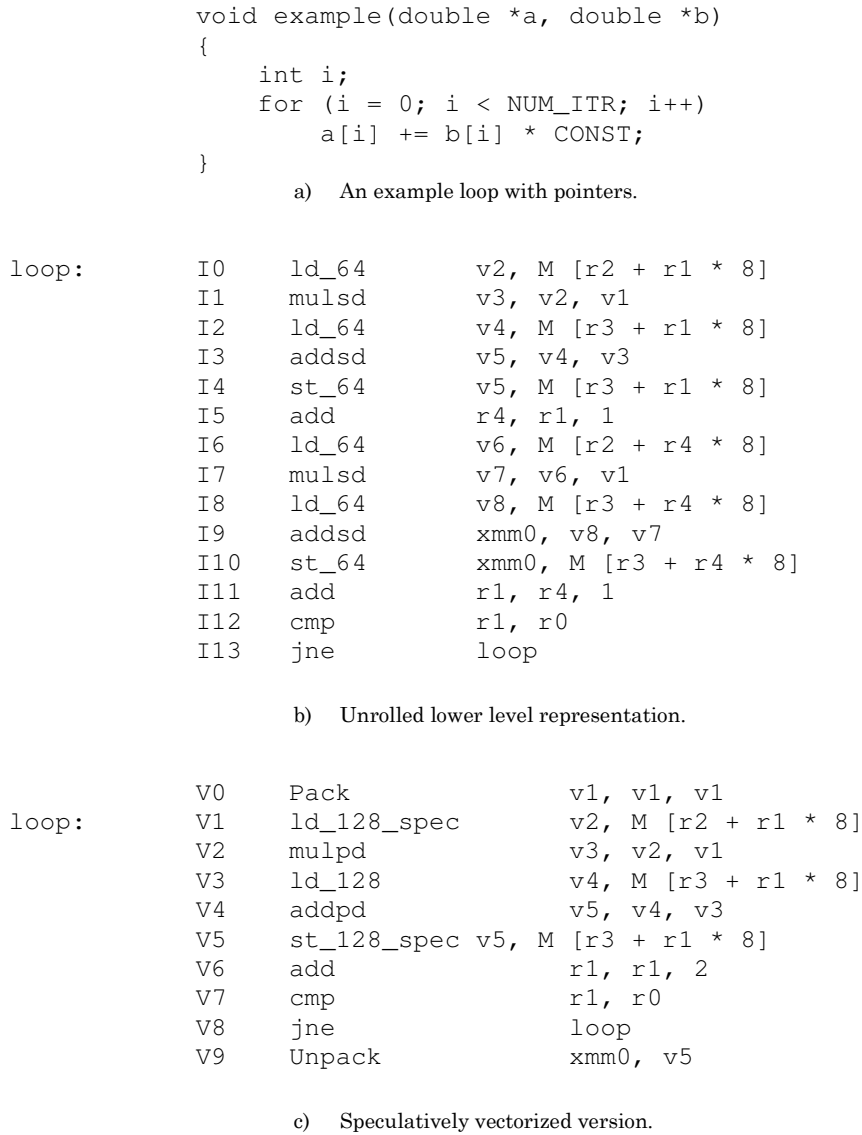 void example(double *a, double *b)
{
    int i;
    for (i = 0; i < NUM_ITR; i++)
        a[i] += b[i] * CONST;
}
a) An example loop with pointers.
loop: I0 ld_64 v2, M [r2 + r1 * 8]
I1 mulsd v3, v2, v1
I2 ld_64 v4, M [r3 + r1 * 8]
I3 addsd v5, v4, v3
I4 st_64 v5, M [r3 + r1 * 8]
I5 add r4, r1, 1
I6 ld_64 v6, M [r2 + r4 * 8]
I7 mulsd v7, v6, v1
I8 ld_64 v8, M [r3 + r4 * 8]
I9 addsd xmm0, v8, v7
I10 st_64 xmm0, M [r3 + r4 * 8]
I11 add r1, r4, 1
I12 cmp r1, r0
I13 jne loop
b) Unrolled lower level representation.
V0 Pack v1, v1, v1
loop: V1 ld_128_spec v2, M [r2 + r1 * 8]
V2 mulpd v3, v2, v1
V3 ld_128 v4, M [r3 + r1 * 8]
V4 addpd v5, v4, v3
V5 st_128_spec v5, M [r3 + r1 * 8]
V6 add r1, r1, 2
V7 cmp r1, r0
V8 jne loop
V9 Unpack xmm0, v5
c) Speculatively vectorized version.